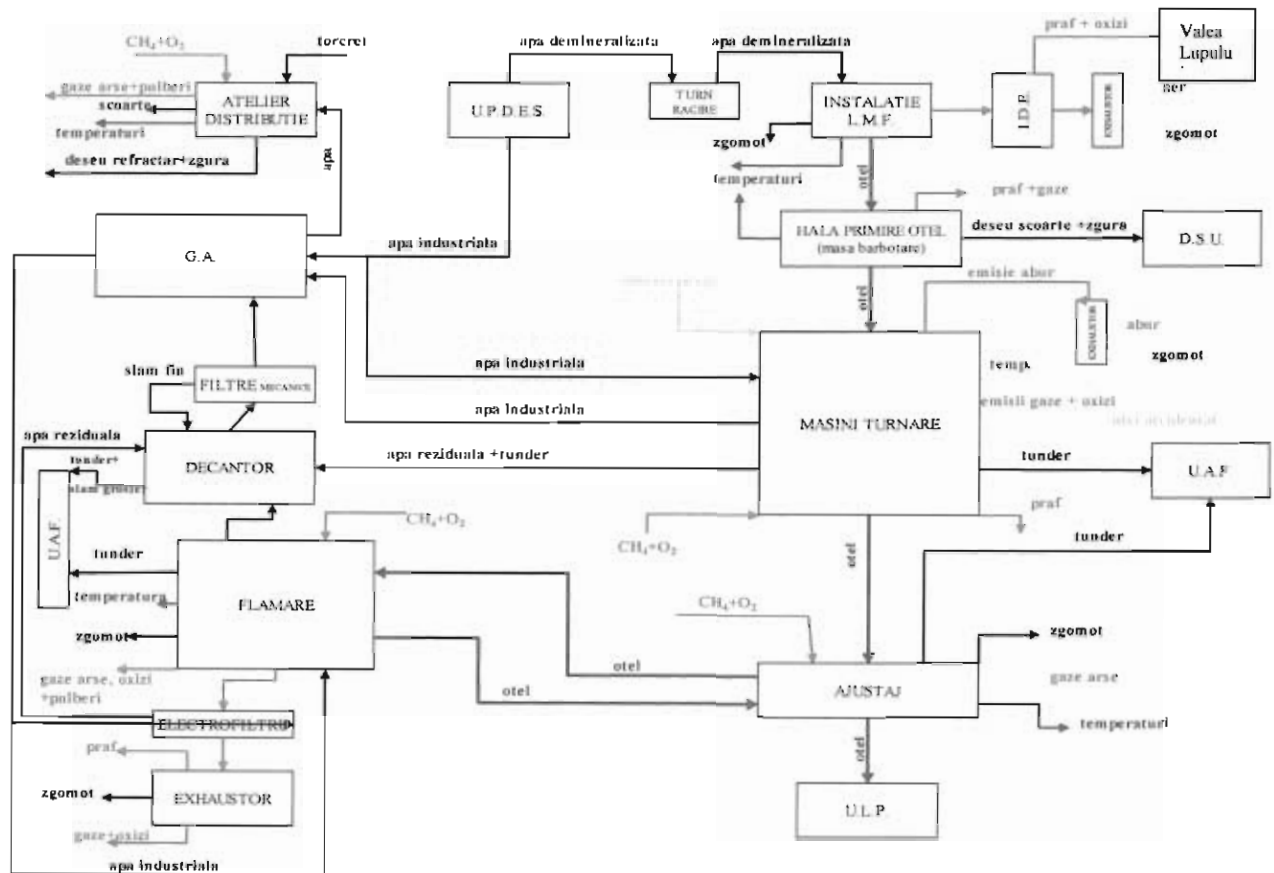 praf + oxizi
Valea
Lupului
CH₄+O₂
torcret
apa demineralizata
apa demineralizata
gaze arse+pulberi
scoarte
temperaturi
deseu refractar+zgura
ATELIER
DISTRIBUTIE
apa
U.P.D.E.S.
TURN
RACIRE
INSTALATIE
L.M.F.
I.D.E.
EXHAUSTOR
aer
zgomot
zgomot
temperaturi
otel
praf +gaze
G.A.
apa industriala
HALA PRIMIRE OTEL
(masa barbotare)
deseu scoarte +zgura
D.S.U.
otel
emisie abur
EXHAUSTOR
abur
zgomot
slam fin
FILTRE MECANICE
apa industriala
temp.
apa Industriala
MASINI TURNARE
emisii gaze + oxizi
apa reziduala
DECANTOR
apa reziduala +tunder
tunder
U.A.F
tunder+
slam grosier
U.A.F.
CH₄+O₂
praf
CH₄+O₂
otel
tunder
tunder
temperatura
FLAMARE
zgomot
CH₄+O₂
zgomot
otel
gaze arse, oxizi
+pulberi
otel
AJUSTAJ
gaze arse
temperaturi
ELECTROFILTRU
praf
otel
zgomot
EXHAUSTOR
U.L.P.
gaze+oxizi
apa industriala